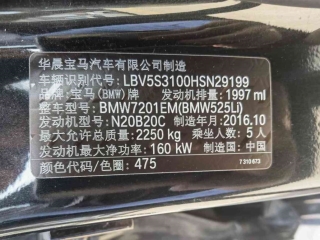 华晨宝马汽车有限公司制造
车辆识别代号: LBV5S3100HSN29199
品牌: 宝马(BMW)牌 发动机排量: 1997 ml
整车型号: BMW7201EM(BMW525Li)
发动机型号: N20B20C 制造年月: 2016.10
最大允许总质量: 2250 kg 乘坐人数: 5 人
发动机最大净功率: 160 kW 制造国: 中国
颜色代码/色圈: 475
7 310 673